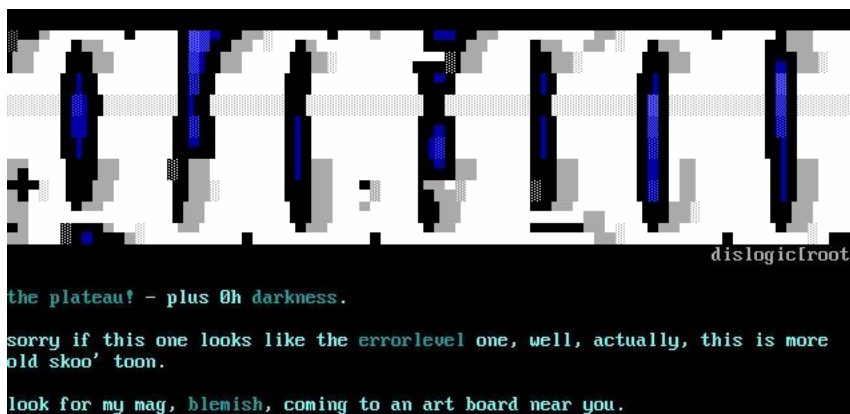 dislogic[root
the plateau! - plus 0h darkness.
sorry if this one looks like the errorlevel one, well, actually, this is more
old skoo' toon.
look for my mag, blemish, coming to an art board near you.